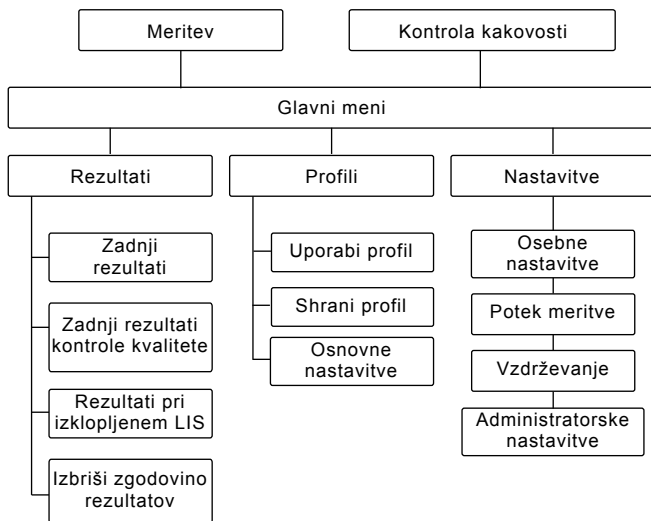 Meritev
Kontrola kakovosti
Glavni meni
Rezultati
Profili
Nastavitve
Zadnji
rezultati
Zadnji rezultati
kontrole kvalitete
Rezultati pri
izklopljenem LIS
Izbriši zgodovino
rezultatov
Uporabi profil
Shrani profil
Osnovne
nastavitve
Osebne
nastavitve
Potek meritve
Vzdrževanje
Administratorske
nastavitve